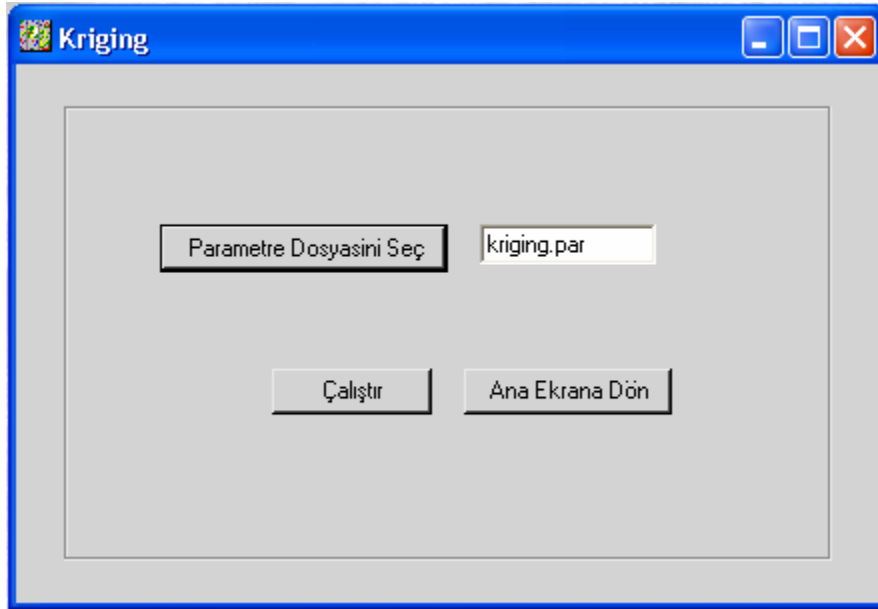 Kriging
Parametre Dosyasini Seç
kriging.par
Çalıştır
Ana Ekrana Dön